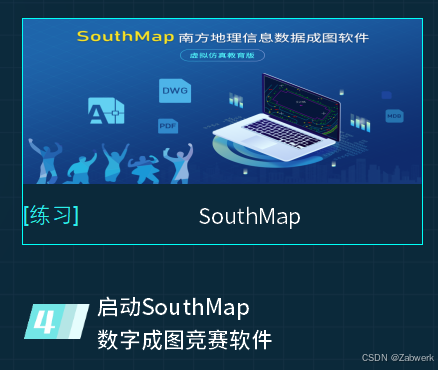 SouthMap 南方地理信息数据成图软件
虚拟仿真教育版
DWG
A
PDF
HDB
[练习] SouthMap
4 启动SouthMap
数字成图竞赛软件
CSDN @Zabwerk